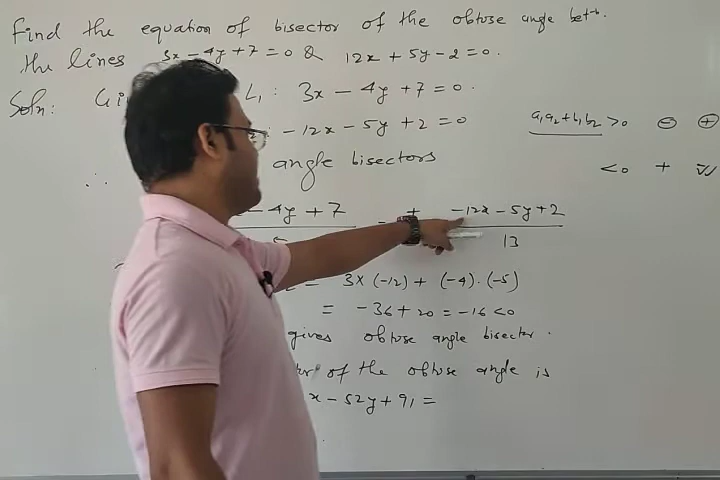 Find the equation of bisector of the obtuse angle bet
the lines 3x - 4y + 7 = 0 & 12x + 5y - 2 = 0.
Soln: L₁ : 3x - 4y + 7 = 0.
- 12x - 5y + 2 = 0
a₁a₂ + b₁b₂ > 0 ⊖ ⊕
∴ angle bisectors
< 0 +
- 4y + 7 + -12x - 5y + 2
13
3x(-12) + (-4).(-5)
= -36 + 20 = -16 < 0
gives obtuse angle bisector.
of the obtuse angle is
x - 52y + 91 =